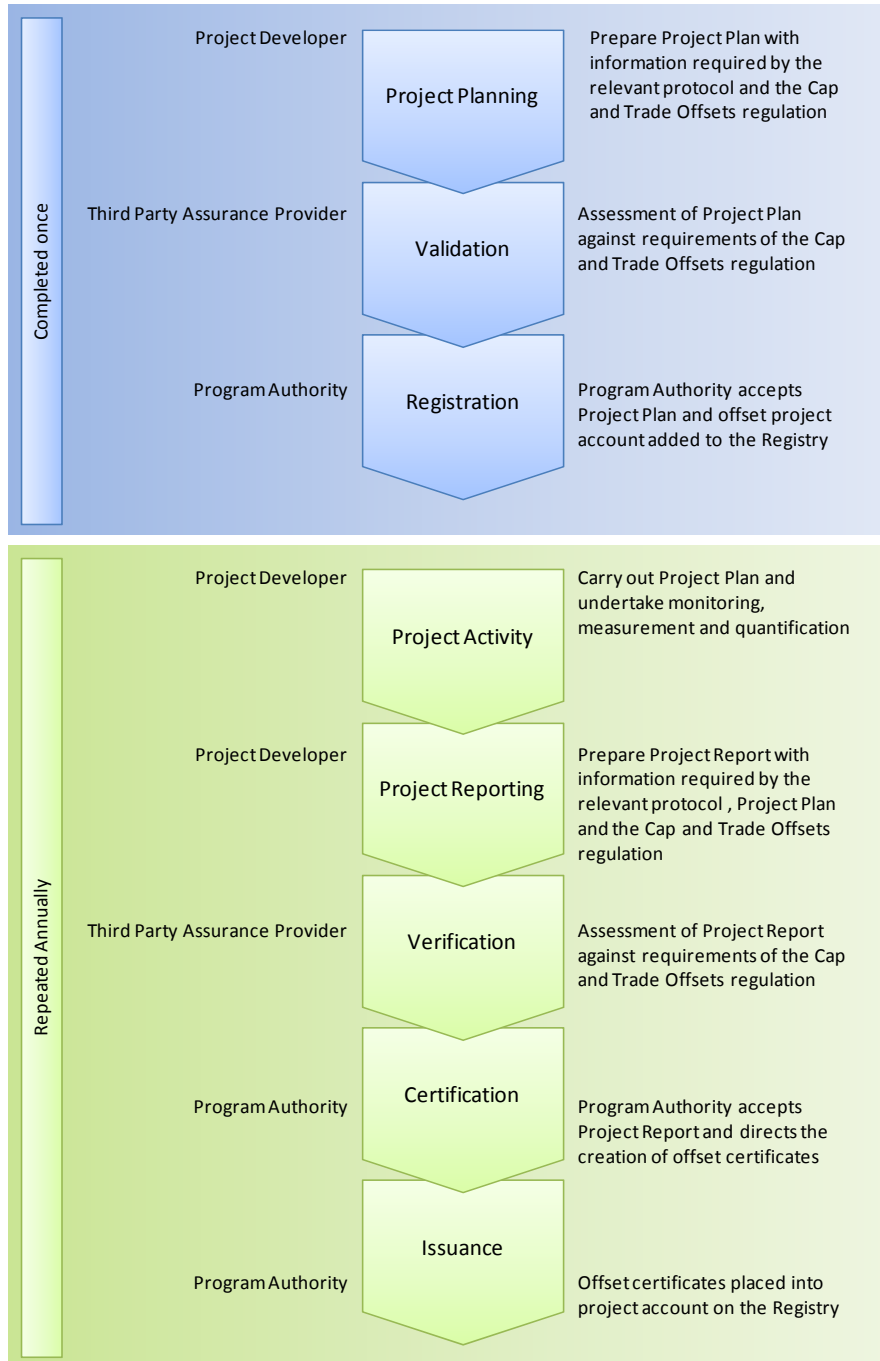 Completed once
Project Developer
Project Planning
Prepare Project Plan with
information required by the
relevant protocol and the Cap
and Trade Offsets regulation
Third Party Assurance Provider
Validation
Assessment of Project Plan
against requirements of the Cap
and Trade Offsets regulation
Program Authority
Registration
Program Authority accepts
Project Plan and offset project
account added to the Registry
Repeated Annually
Project Developer
Project Activity
Carry out Project Plan and
undertake monitoring,
measurement and quantification
Project Developer
Project Reporting
Prepare Project Report with
information required by the
relevant protocol , Project Plan
and the Cap and Trade Offsets
regulation
Third Party Assurance Provider
Verification
Assessment of Project Report
against requirements of the Cap
and Trade Offsets regulation
Program Authority
Certification
Program Authority accepts
Project Report and directs the
creation of offset certificates
Program Authority
Issuance
Offset certificates placed into
project account on the Registry